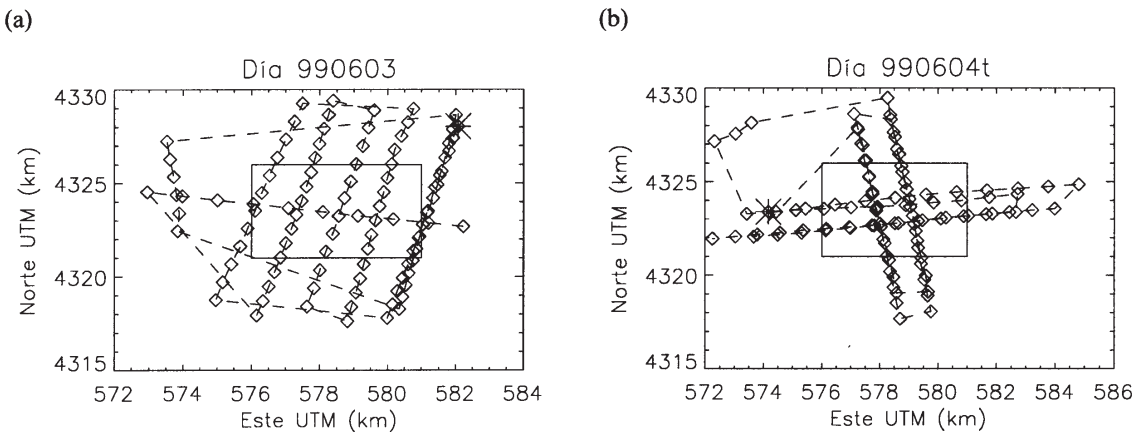 (a)
Día 990603
4330
4325
4320
4315
Norte UTM (km)
572 574 576 578 580 582 584
Este UTM (km)
(b)
Día 990604t
4330
4325
4320
4315
Norte UTM (km)
572 574 576 578 580 582 584 586
Este UTM (km)